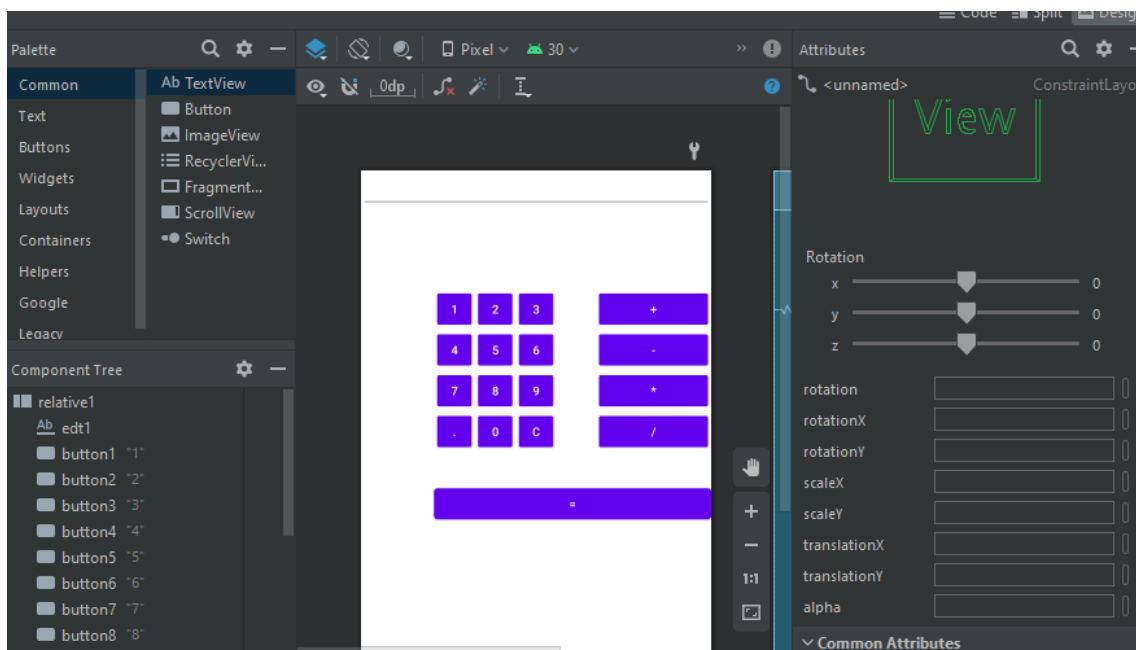 Code Split Design
Palette
Pixel 30
Attributes
Common
Text
Buttons
Widgets
Layouts
Containers
Helpers
Google
Legacy
Ab TextView
Button
ImageView
RecyclerVi...
Fragment...
ScrollView
Switch
0dp
<unnamed> ConstraintLayo
View
1 2 3 +
4 5 6 -
7 8 9 *
. 0 C /
=
1:1
Component Tree
relative1
Ab edt1
button1 "1"
button2 "2"
button3 "3"
button4 "4"
button5 "5"
button6 "6"
button7 "7"
button8 "8"
Rotation
x 0
y 0
z 0
rotation
rotationX
rotationY
scaleX
scaleY
translationX
translationY
alpha
Common Attributes